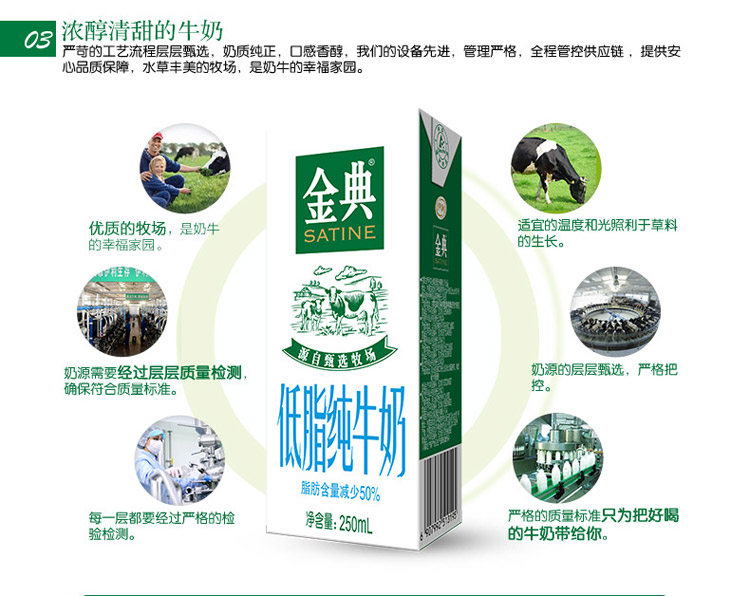 03 浓醇清甜的牛奶
严苛的工艺流程层层甄选，奶质纯正，口感香醇，我们的设备先进，管理严格，全程管控供应链，提供安
心品质保障，水草丰美的牧场，是奶牛的幸福家园。
优质的牧场，是奶牛
的幸福家园。
奶源需要经过层层质量检测，
确保符合质量标准。
每一层都要经过严格的检
验检测。
金典®
SATINE
源自甄选牧场
低脂纯牛奶
脂肪含量减少50%
净含量: 250mL
金典
SATINE
适宜的温度和光照利于草料
的生长。
奶源的层层甄选，严格把
控。
严格的质量标准只为把好喝
的牛奶带给你。